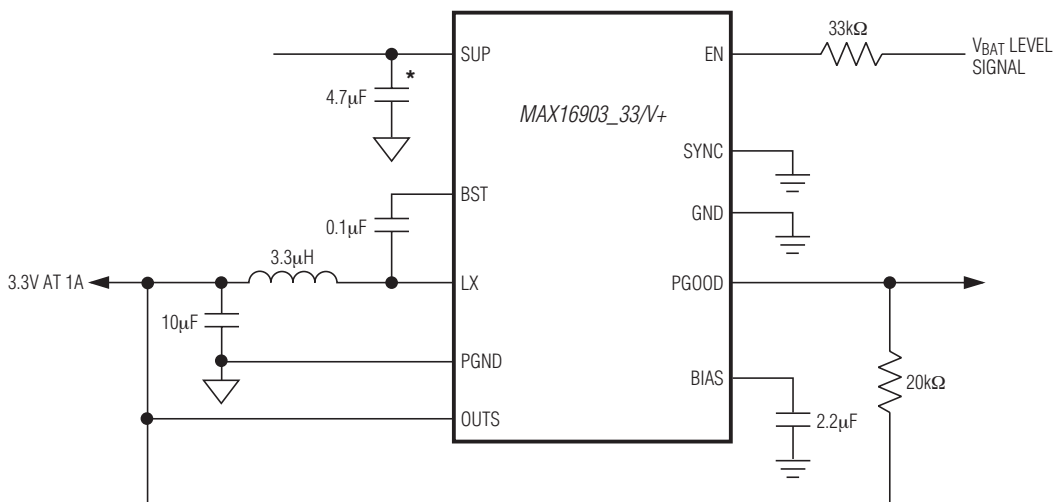 33kΩ
SUP
EN
V_BAT LEVEL
SIGNAL
*
4.7µF
MAX16903_33/V+
SYNC
BST
GND
0.1µF
3.3µH
3.3V AT 1A
LX
PGOOD
10µF
PGND
BIAS
20kΩ
OUTS
2.2µF